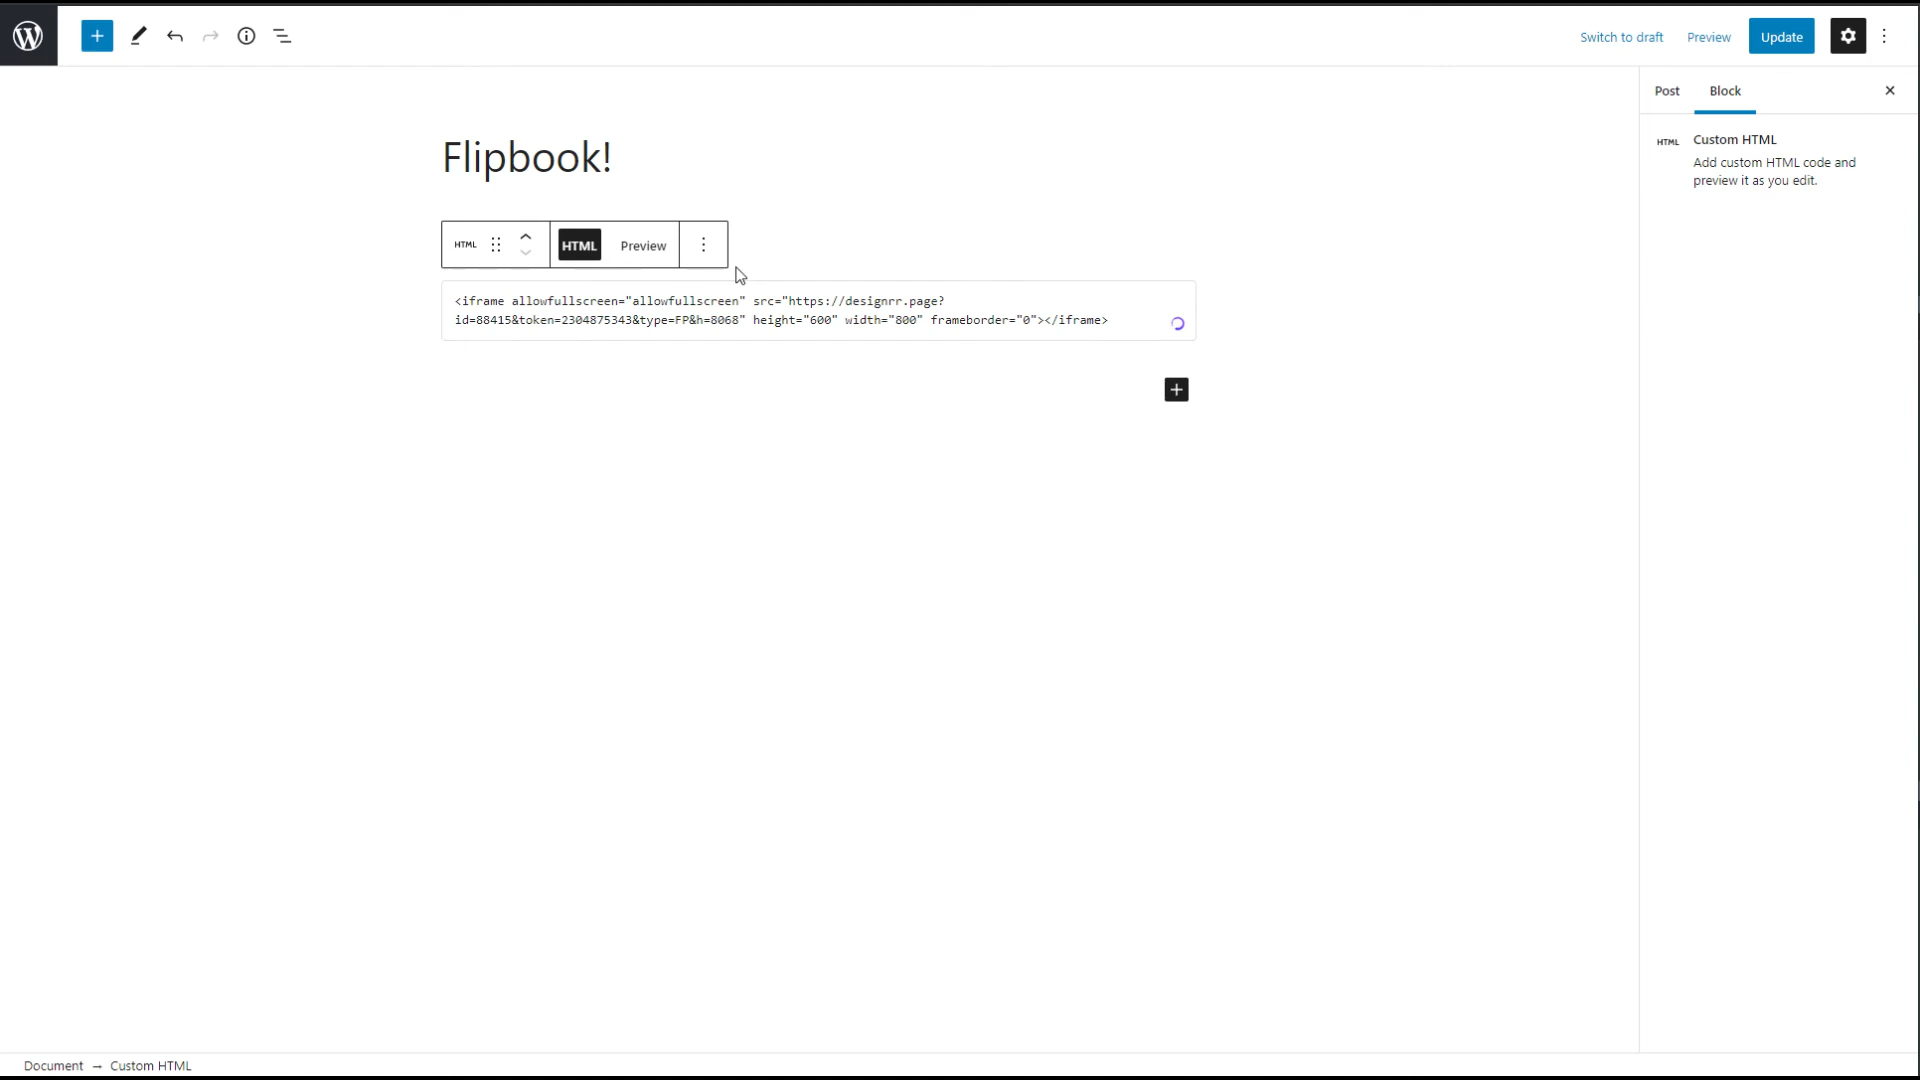 Switch to draft Preview Update
Post Block
HTML Custom HTML
Add custom HTML code and
preview it as you edit.
Flipbook!
HTML HTML Preview
<iframe allowfullscreen="allowfullscreen" src="https://designrr.page?
id=88415&token=2304875343&type=FP&h=8068" height="600" width="800" frameborder="0"></iframe>
Document → Custom HTML